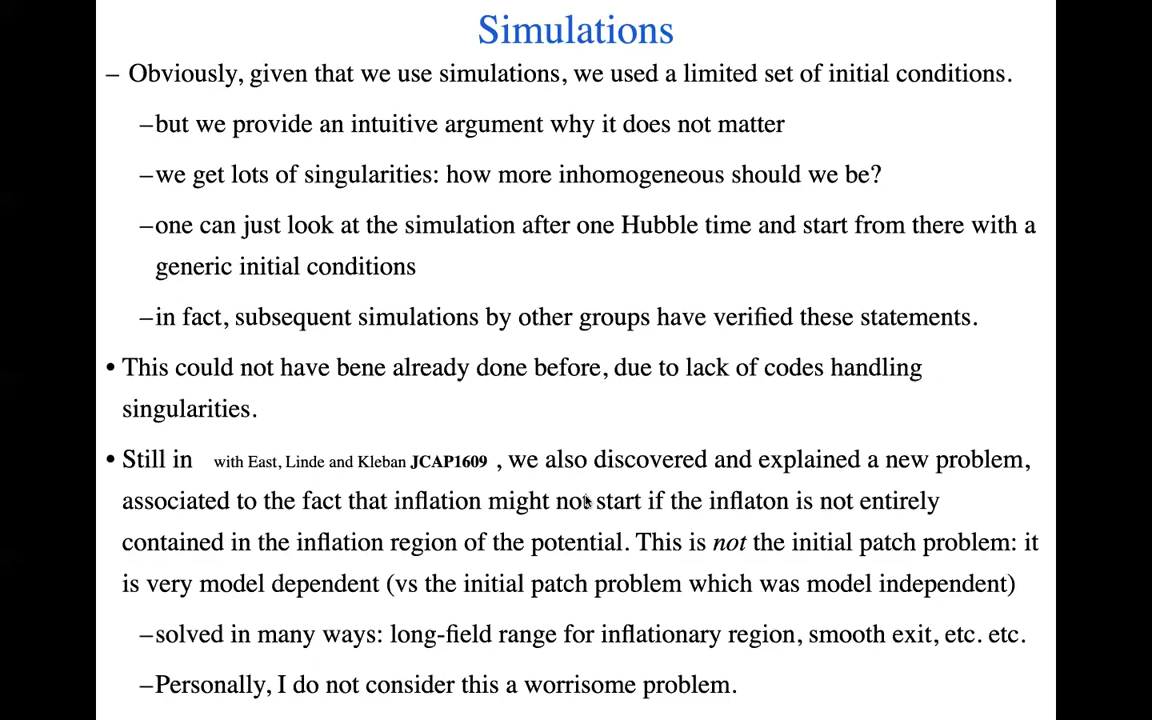 Simulations
– Obviously, given that we use simulations, we used a limited set of initial conditions.
–but we provide an intuitive argument why it does not matter
–we get lots of singularities: how more inhomogeneous should we be?
–one can just look at the simulation after one Hubble time and start from there with a
generic initial conditions
–in fact, subsequent simulations by other groups have verified these statements.
• This could not have bene already done before, due to lack of codes handling
singularities.
• Still in with East, Linde and Kleban JCAP1609 , we also discovered and explained a new problem,
associated to the fact that inflation might not start if the inflaton is not entirely
contained in the inflation region of the potential. This is not the initial patch problem: it
is very model dependent (vs the initial patch problem which was model independent)
–solved in many ways: long-field range for inflationary region, smooth exit, etc. etc.
–Personally, I do not consider this a worrisome problem.